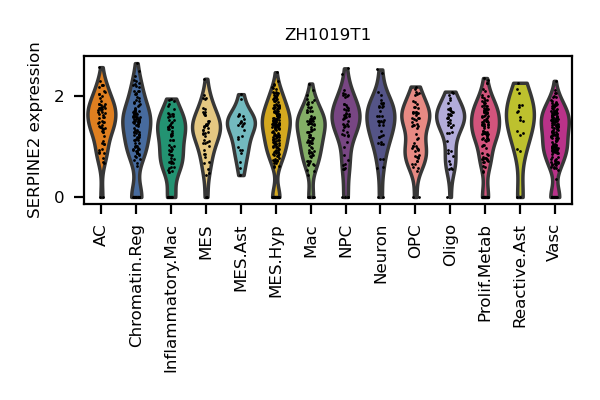 ZH1019T1
SERPINE2 expression
2
0
AC
Chromatin.Reg
Inflammatory.Mac
MES
MES.Ast
MES.Hyp
Mac
NPC
Neuron
OPC
Oligo
Prolif.Metab
Reactive.Ast
Vasc